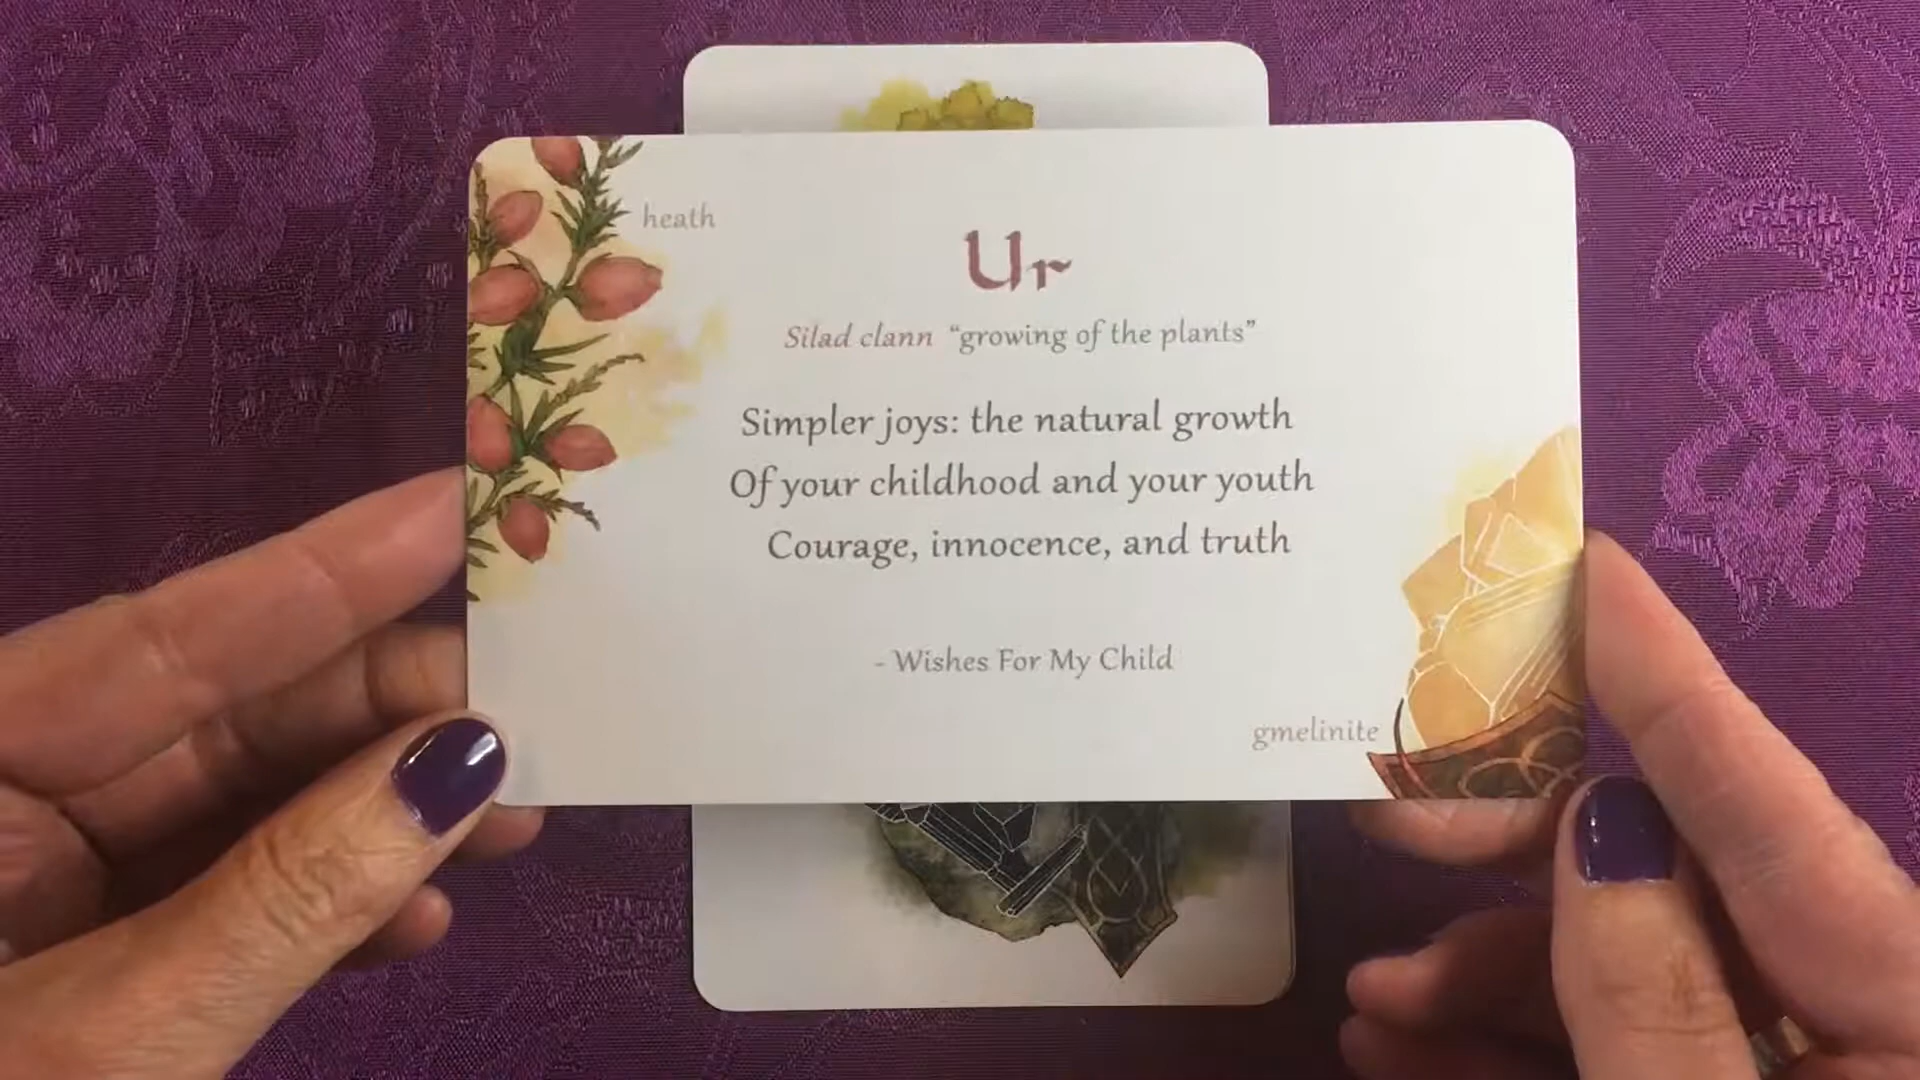 heath
Ur
Silad clann "growing of the plants"
Simpler joys: the natural growth
Of your childhood and your youth
Courage, innocence, and truth
- Wishes For My Child
gmelinite